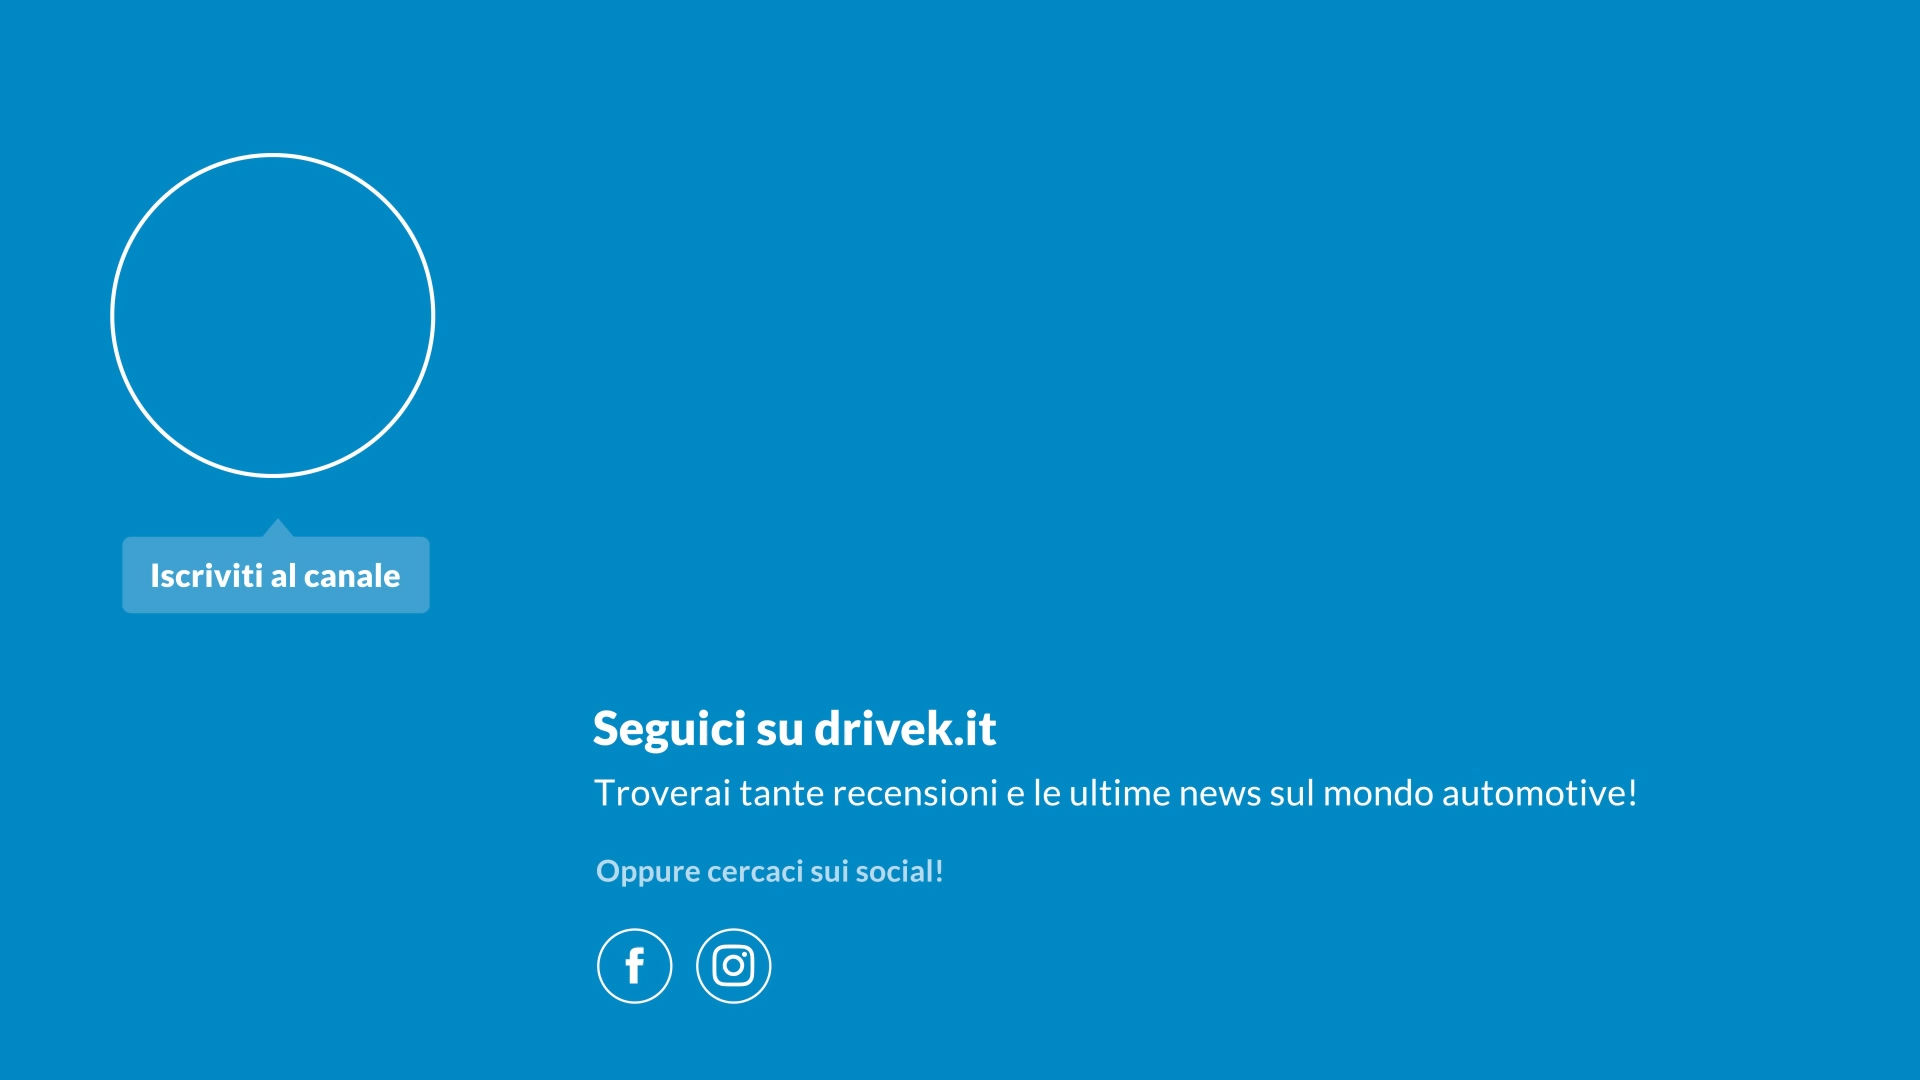 Iscriviti al canale
Seguici su drivek.it
Troverai tante recensioni e le ultime news sul mondo automotive!
Oppure cercaci sui social!